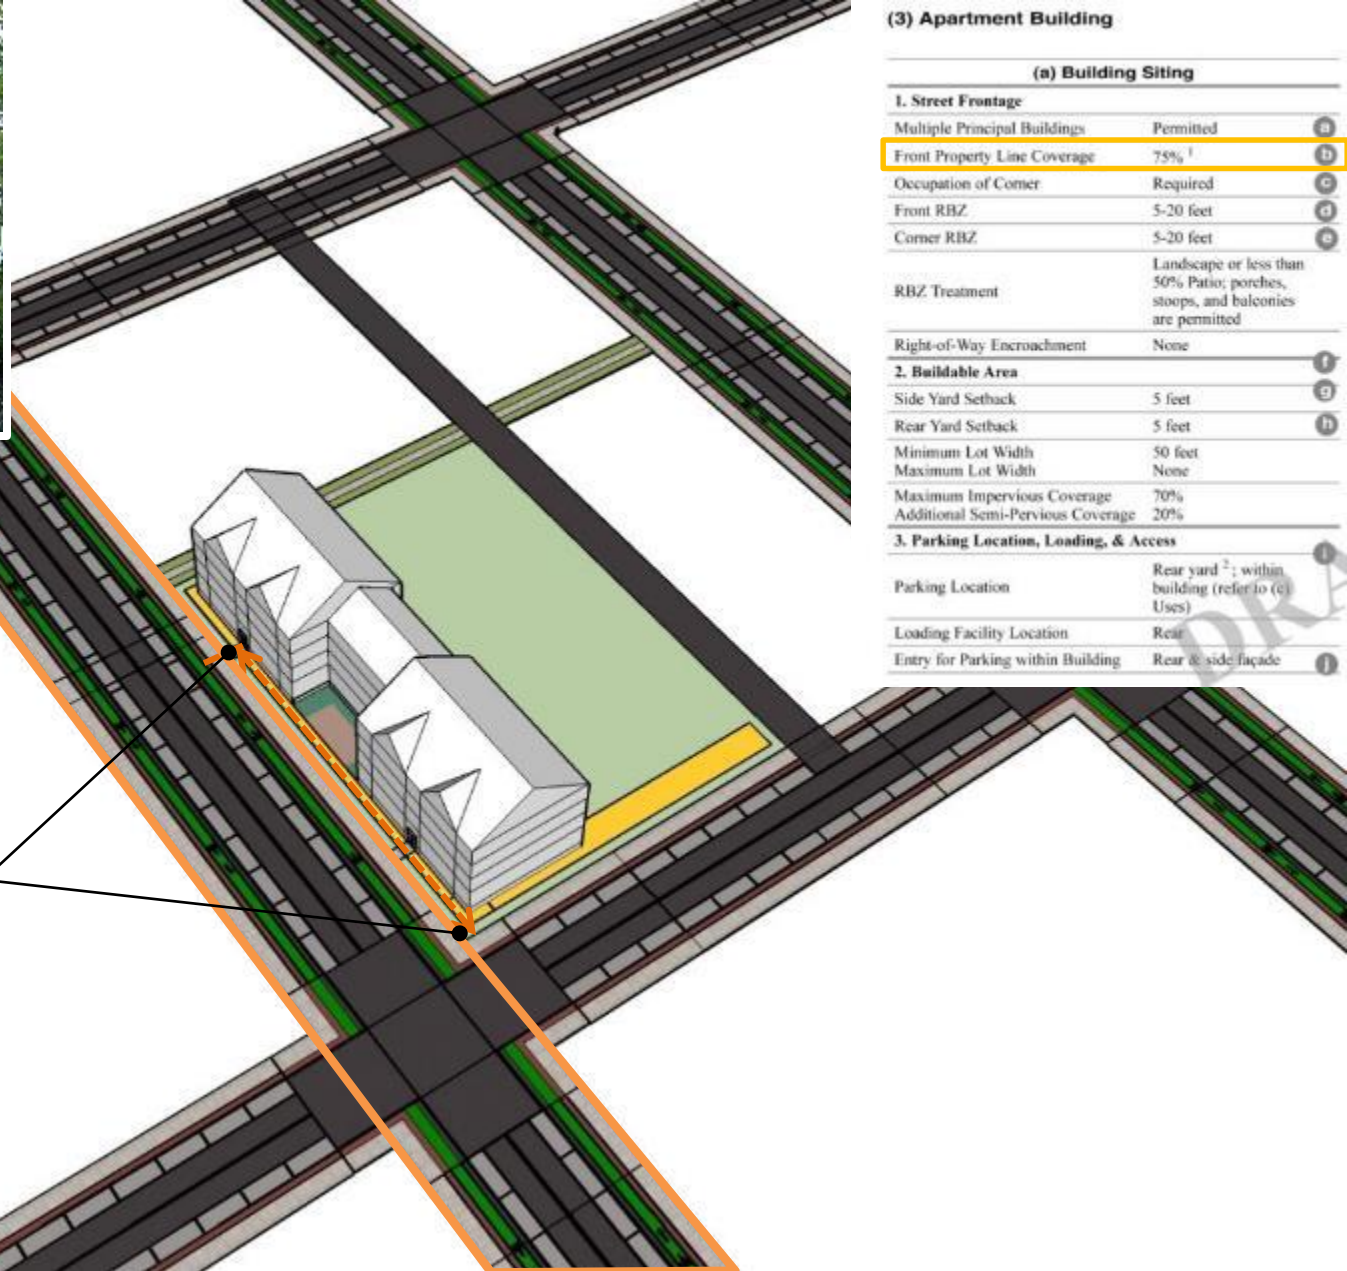 (3) Apartment Building
(a) Building Siting
1. Street Frontage
Multiple Principal Buildings Permitted a
Front Property Line Coverage 75% 1 b
Occupation of Corner Required c
Front RBZ 5-20 feet d
Corner RBZ 5-20 feet e
RBZ Treatment Landscape or less than
50% Patio; porches,
stoops, and balconies
are permitted
Right-of-Way Encroachment None
f
2. Buildable Area
Side Yard Setback 5 feet g
Rear Yard Setback 5 feet h
Minimum Lot Width 50 feet
Maximum Lot Width None
Maximum Impervious Coverage 70%
Additional Semi-Pervious Coverage 20%
3. Parking Location, Loading, & Access
i
Parking Location Rear yard 2; within
building (refer to (c)
Uses)
Loading Facility Location Rear
Entry for Parking within Building Rear & side façade j
DRA